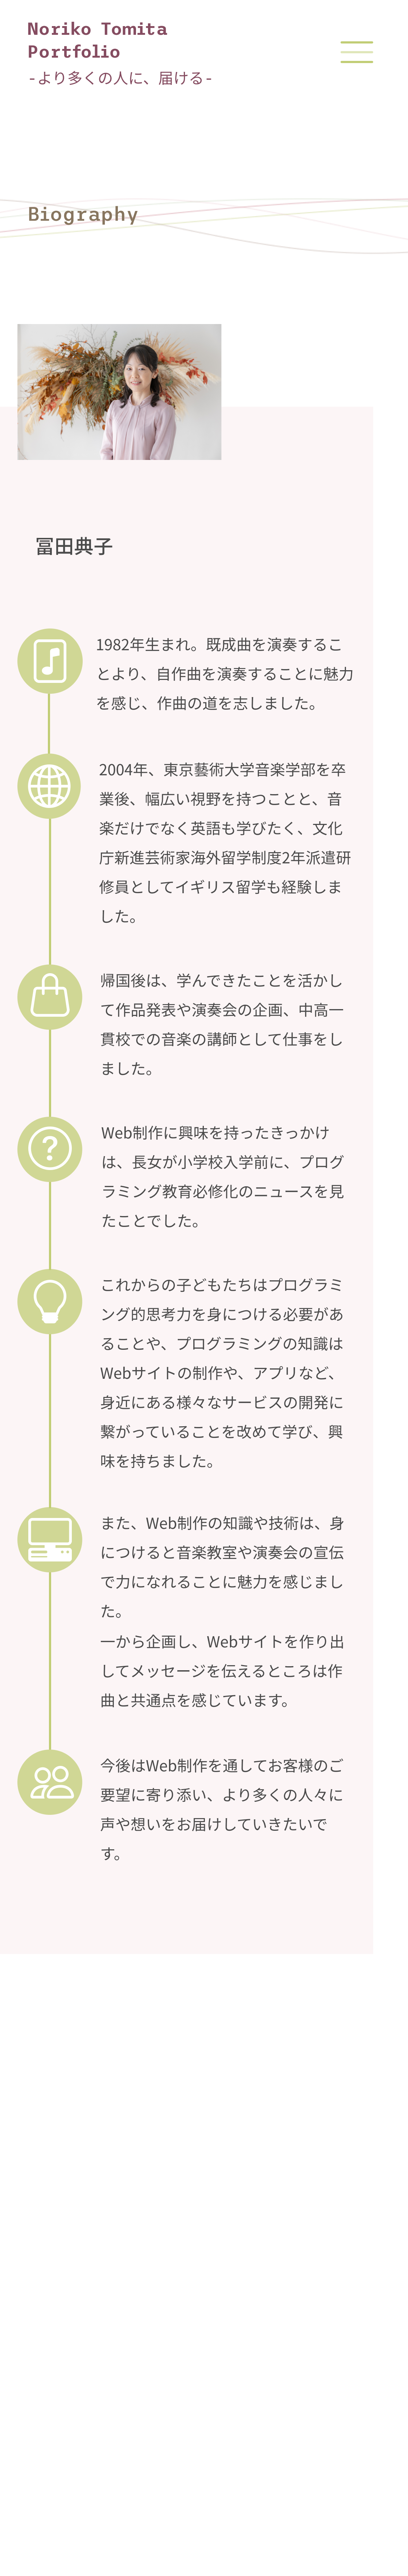 Noriko Tomita
Portfolio
-より多くの人に、届ける-
Biography
冨田典子
1982年生まれ。既成曲を演奏するこ
とより、自作曲を演奏することに魅力
を感じ、作曲の道を志しました。
2004年、東京藝術大学音楽学部を卒
業後、幅広い視野を持つことと、音
楽だけでなく英語も学びたく、文化
庁新進芸術家海外留学制度2年派遣研
修員としてイギリス留学も経験しま
した。
帰国後は、学んできたことを活かし
て作品発表や演奏会の企画、中高一
貫校での音楽の講師として仕事をし
ました。
Web制作に興味を持ったきっかけ
は、長女が小学校入学前に、プログ
ラミング教育必修化のニュースを見
たことでした。
これからの子どもたちはプログラミ
ング的思考力を身につける必要があ
ることや、プログラミングの知識は
Webサイトの制作や、アプリなど、
身近にある様々なサービスの開発に
繋がっていることを改めて学び、興
味を持ちました。
また、Web制作の知識や技術は、身
につけると音楽教室や演奏会の宣伝
で力になれることに魅力を感じまし
た。
一から企画し、Webサイトを作り出
してメッセージを伝えるところは作
曲と共通点を感じています。
今後はWeb制作を通してお客様のご
要望に寄り添い、より多くの人々に
声や想いをお届けしていきたいで
す。